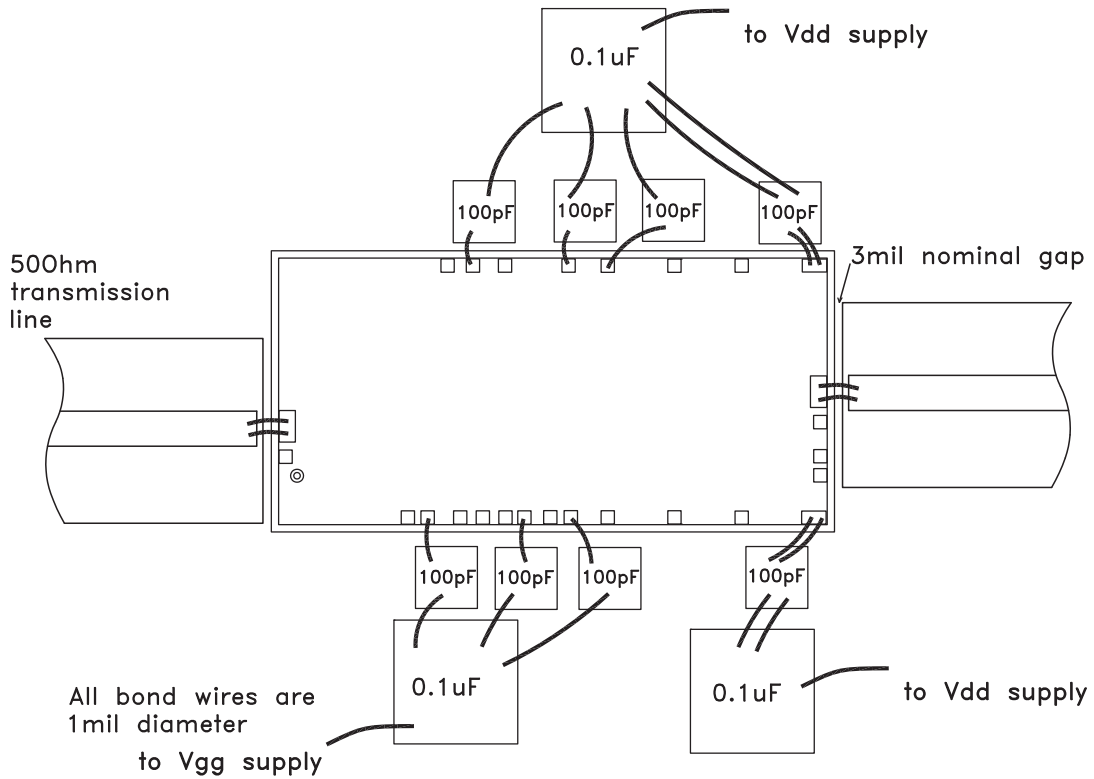 to Vdd supply
0.1uF
100pF
100pF
100pF
100pF
50Ohm
transmission
line
3mil nominal gap
100pF
100pF
100pF
100pF
0.1uF
0.1uF
to Vdd supply
All bond wires are
1mil diameter
to Vgg supply